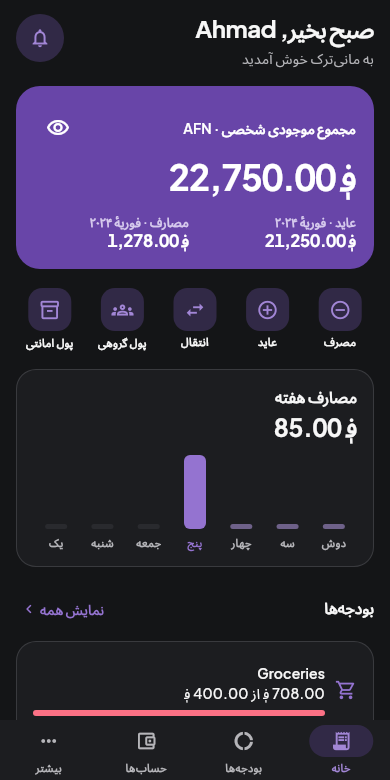 صبح بخیر, Ahmad
به مانی‌ترک خوش آمدید
مجموع موجودی شخصی · AFN
؋22,750.00
عاید · فوریهٔ ۲۰۲۴
؋21,250.00
مصارف · فوریهٔ ۲۰۲۴
؋1,278.00
مصرف
عاید
انتقال
پول گروهی
پول امانتی
مصارف هفته
؋85.00
دوش سه چهار پنج جمعه شنبه یک
بودجه‌ها
نمایش همه
Groceries
708.00 ؋ از 400.00 ؋
خانه
بودجه‌ها
حساب‌ها
بیشتر